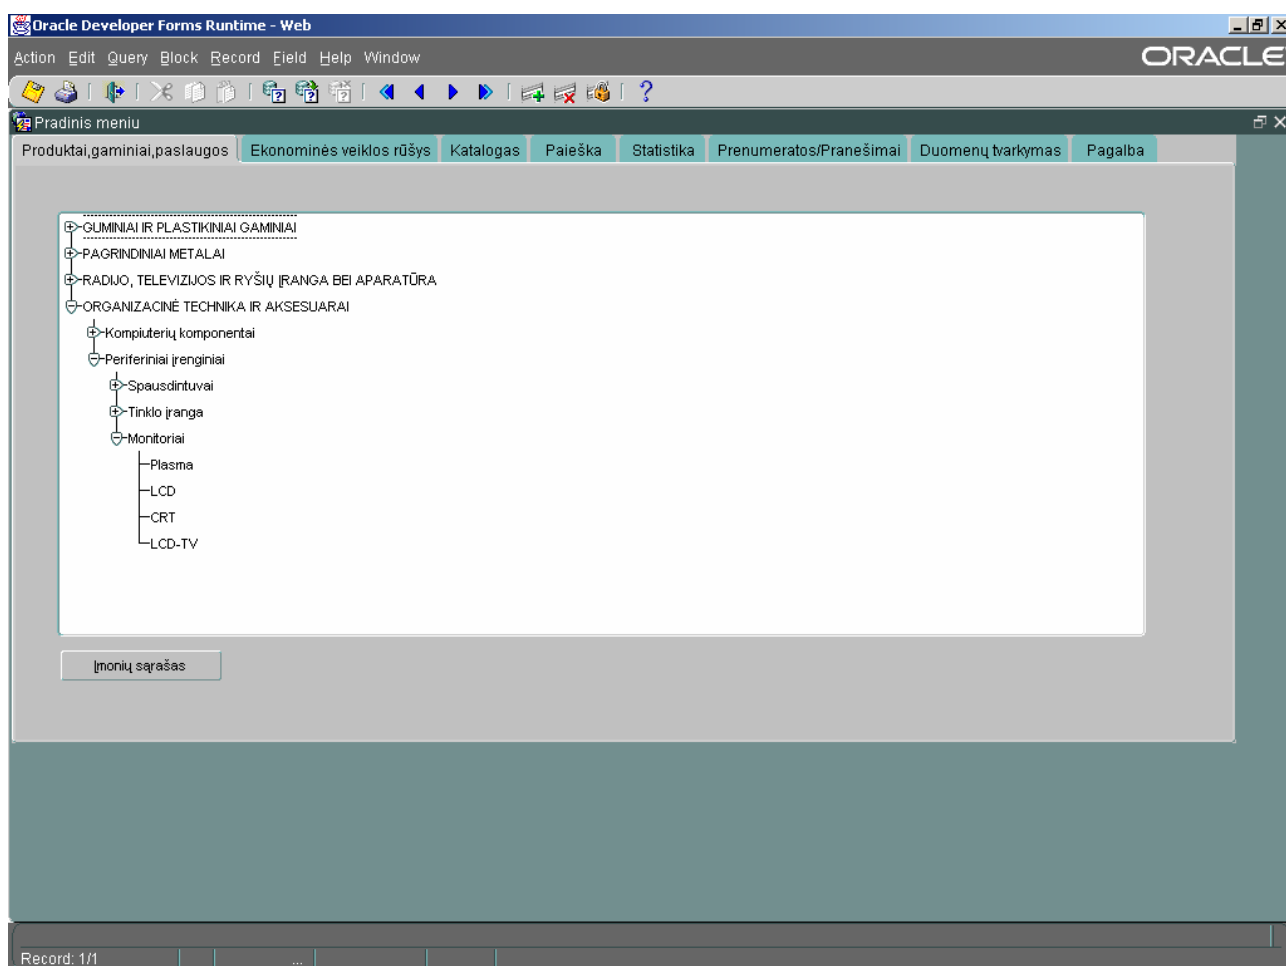 Oracle Developer Forms Runtime - Web
Action Edit Query Block Record Field Help Window ORACLE
Pradinis meniu
Produktai,gaminiai,paslaugos Ekonominės veiklos rūšys Katalogas Paieška Statistika Prenumeratos/Pranešimai Duomenų tvarkymas Pagalba
GUMINIAI IR PLASTIKINIAI GAMINIAI
PAGRINDINIAI METALAI
RADIJO, TELEVIZIJOS IR RYŠIŲ ĮRANGA BEI APARATŪRA
ORGANIZACINĖ TECHNIKA IR AKSESUARAI
Kompiuterių komponentai
Periferiniai įrenginiai
Spausdintuvai
Tinklo įranga
Monitoriai
Plasma
LCD
CRT
LCD-TV
Įmonių sąrašas
Record: 1/1 ...